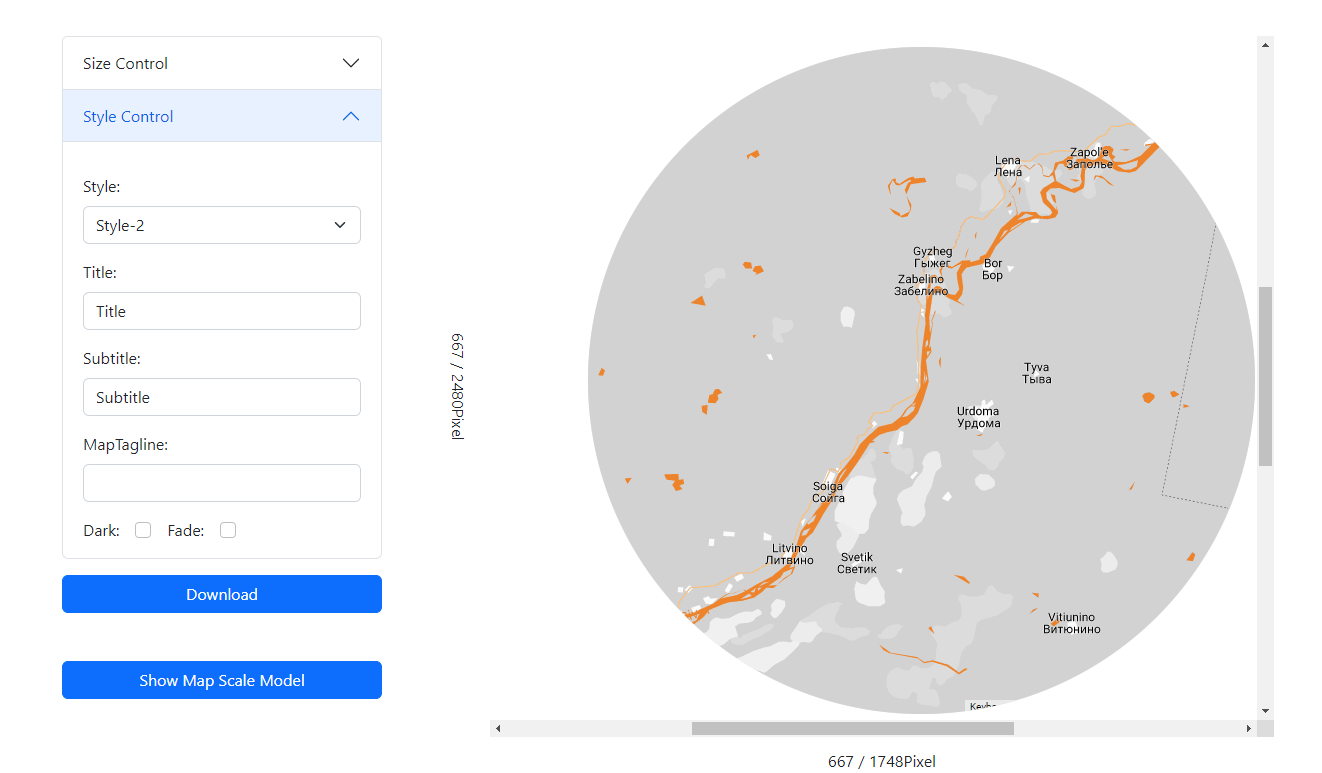 Size Control
Style Control
Style:
Style-2
Title:
Title
Subtitle:
Subtitle
MapTagline:
Dark:
Fade:
Download
Show Map Scale Model
667 / 2480Pixel
Lena
Лена
Zapol'e
Заполье
Gyzheg
Гыжег
Bor
Бор
Zabelino
Забелино
Tyva
Тыва
Urdoma
Урдома
Soiga
Сойга
Litvino
Литвино
Svetik
Светик
Vitiunino
Витюнино
667 / 1748Pixel